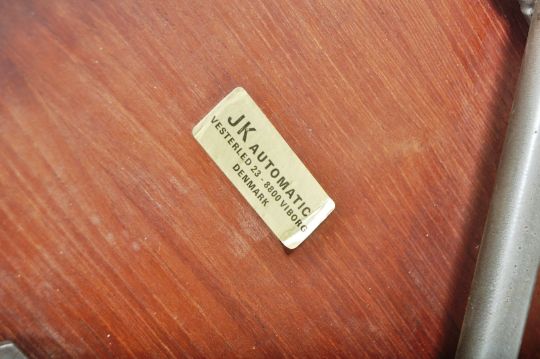 JK AUTOMATIC
VESTERLED 23 - 8800 VIBORG
DENMARK